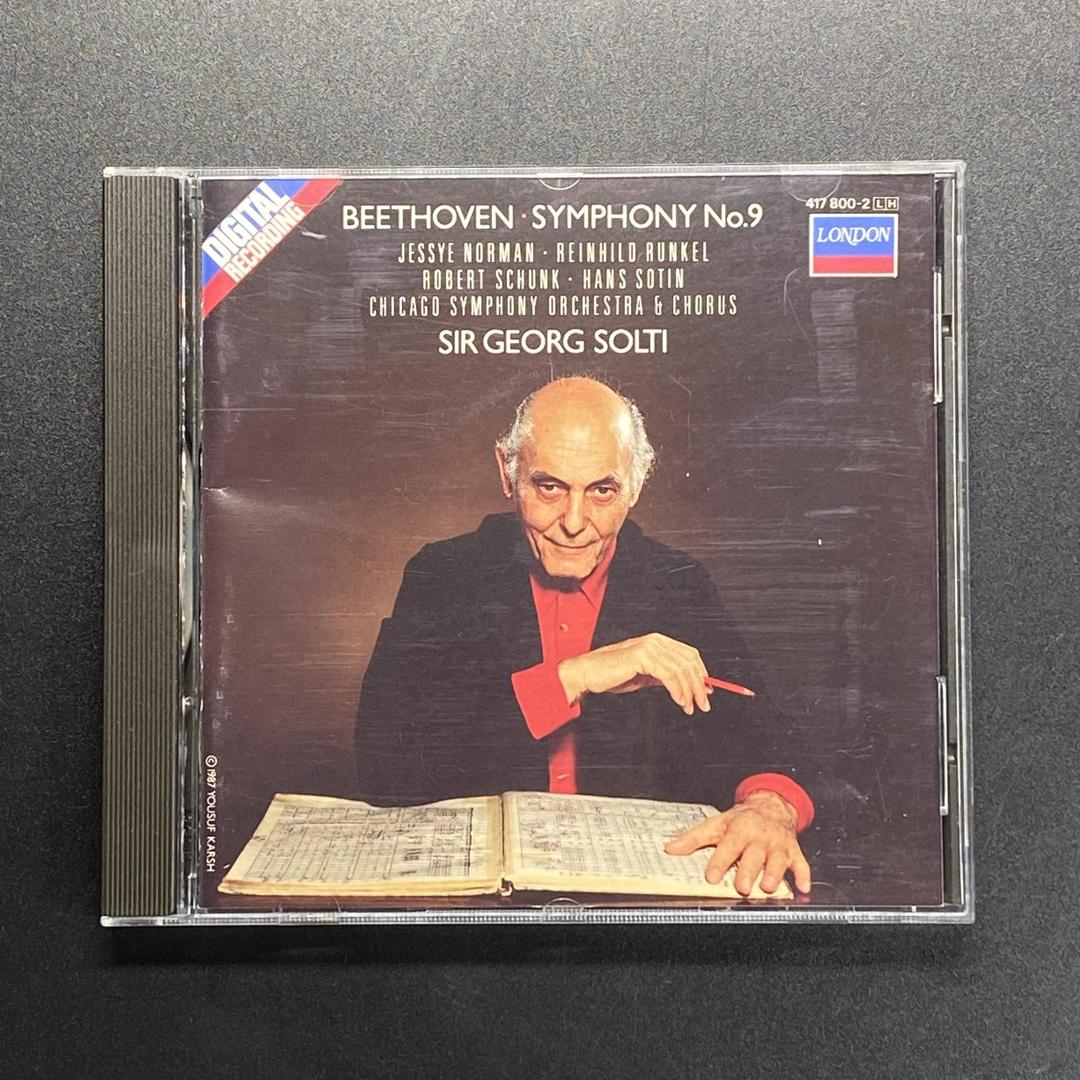 DIGITAL
RECORDING
BEETHOVEN · SYMPHONY No.9
JESSYE NORMAN · REINHILD RUNKEL
ROBERT SCHUNK · HANS SOTIN
CHICAGO SYMPHONY ORCHESTRA & CHORUS
SIR GEORG SOLTI
417 800-2 LH
LONDON
© 1987 YOUSUF KARSH